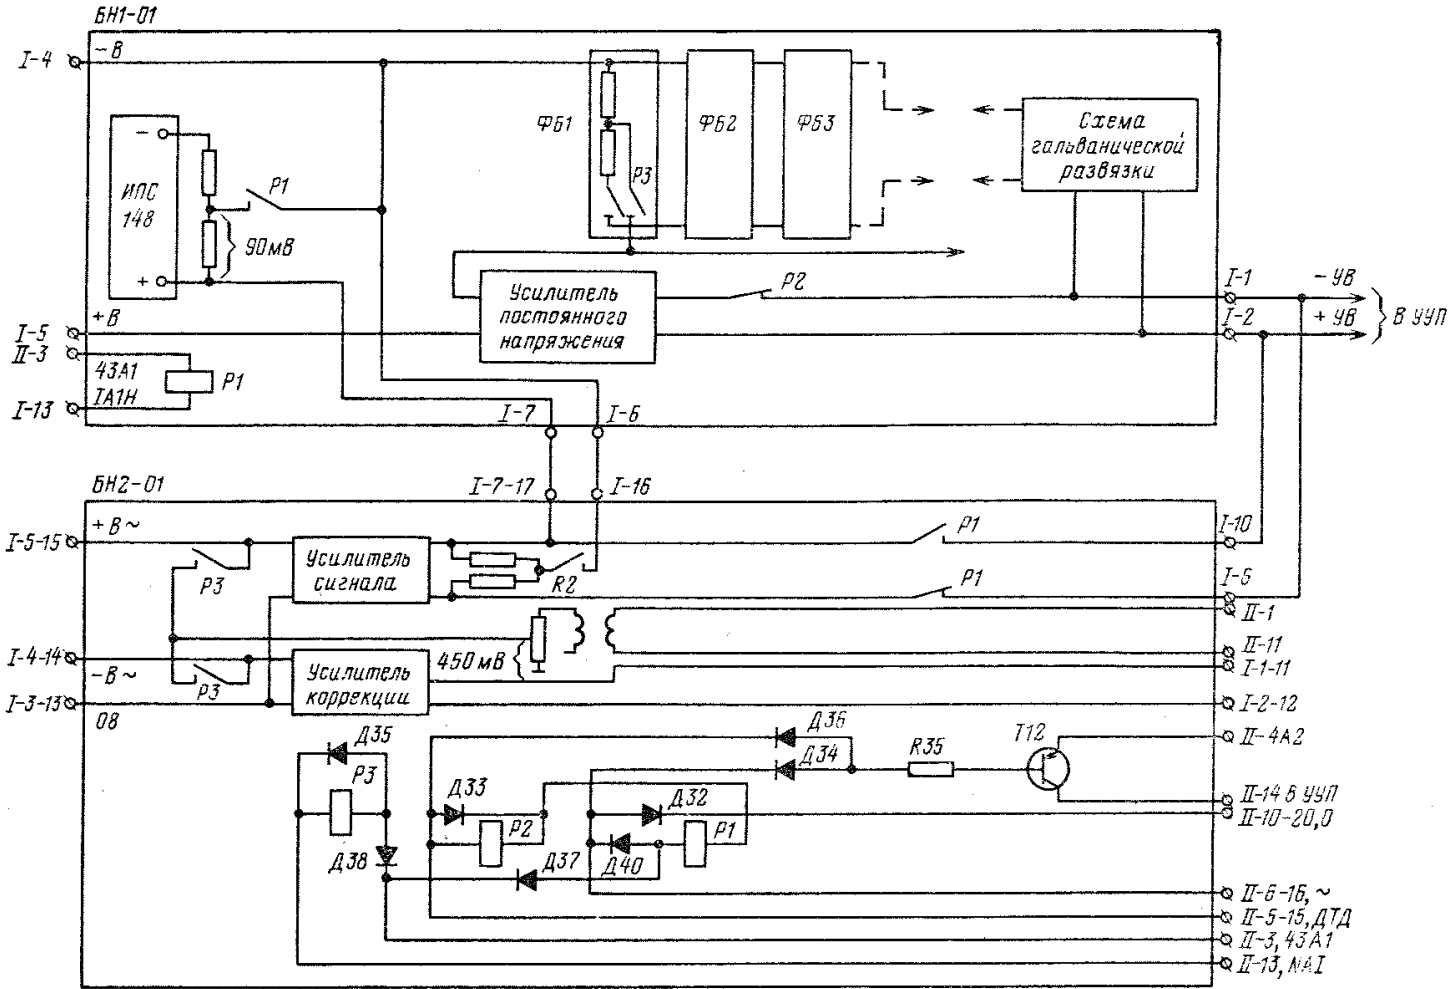 БН1-01
I-4
- В
ФБ1
ФБ2
ФБ3
Схема
гальванической
развязки
ИПС
148
-
+
Р1
90мВ
Р3
Усилитель
постоянного
напряжения
Р2
I-1
- УВ
I-2
+ УВ
В УУП
+ В
I-5
II-3
43А1
IА1Н
I-13
Р1
I-7
I-6
БН2-01
I-7-17
I-16
I-5-15
+ В ~
Р3
Усилитель
сигнала
R2
Р1
I-10
Р1
I-6
II-1
II-11
I-1-11
I-4-14
- В ~
Р3
450 мВ
Усилитель
коррекции
I-3-13
08
I-2-12
Д35
Р3
Д38
Д33
Р2
Д37
Д36
Д34
Д32
Р1
Д40
R35
Т12
II-4А2
II-14 В УУП
II-10-20,0
II-6-16, ~
II-5-15, ДТД
II-3, 43А1
II-13, NAI